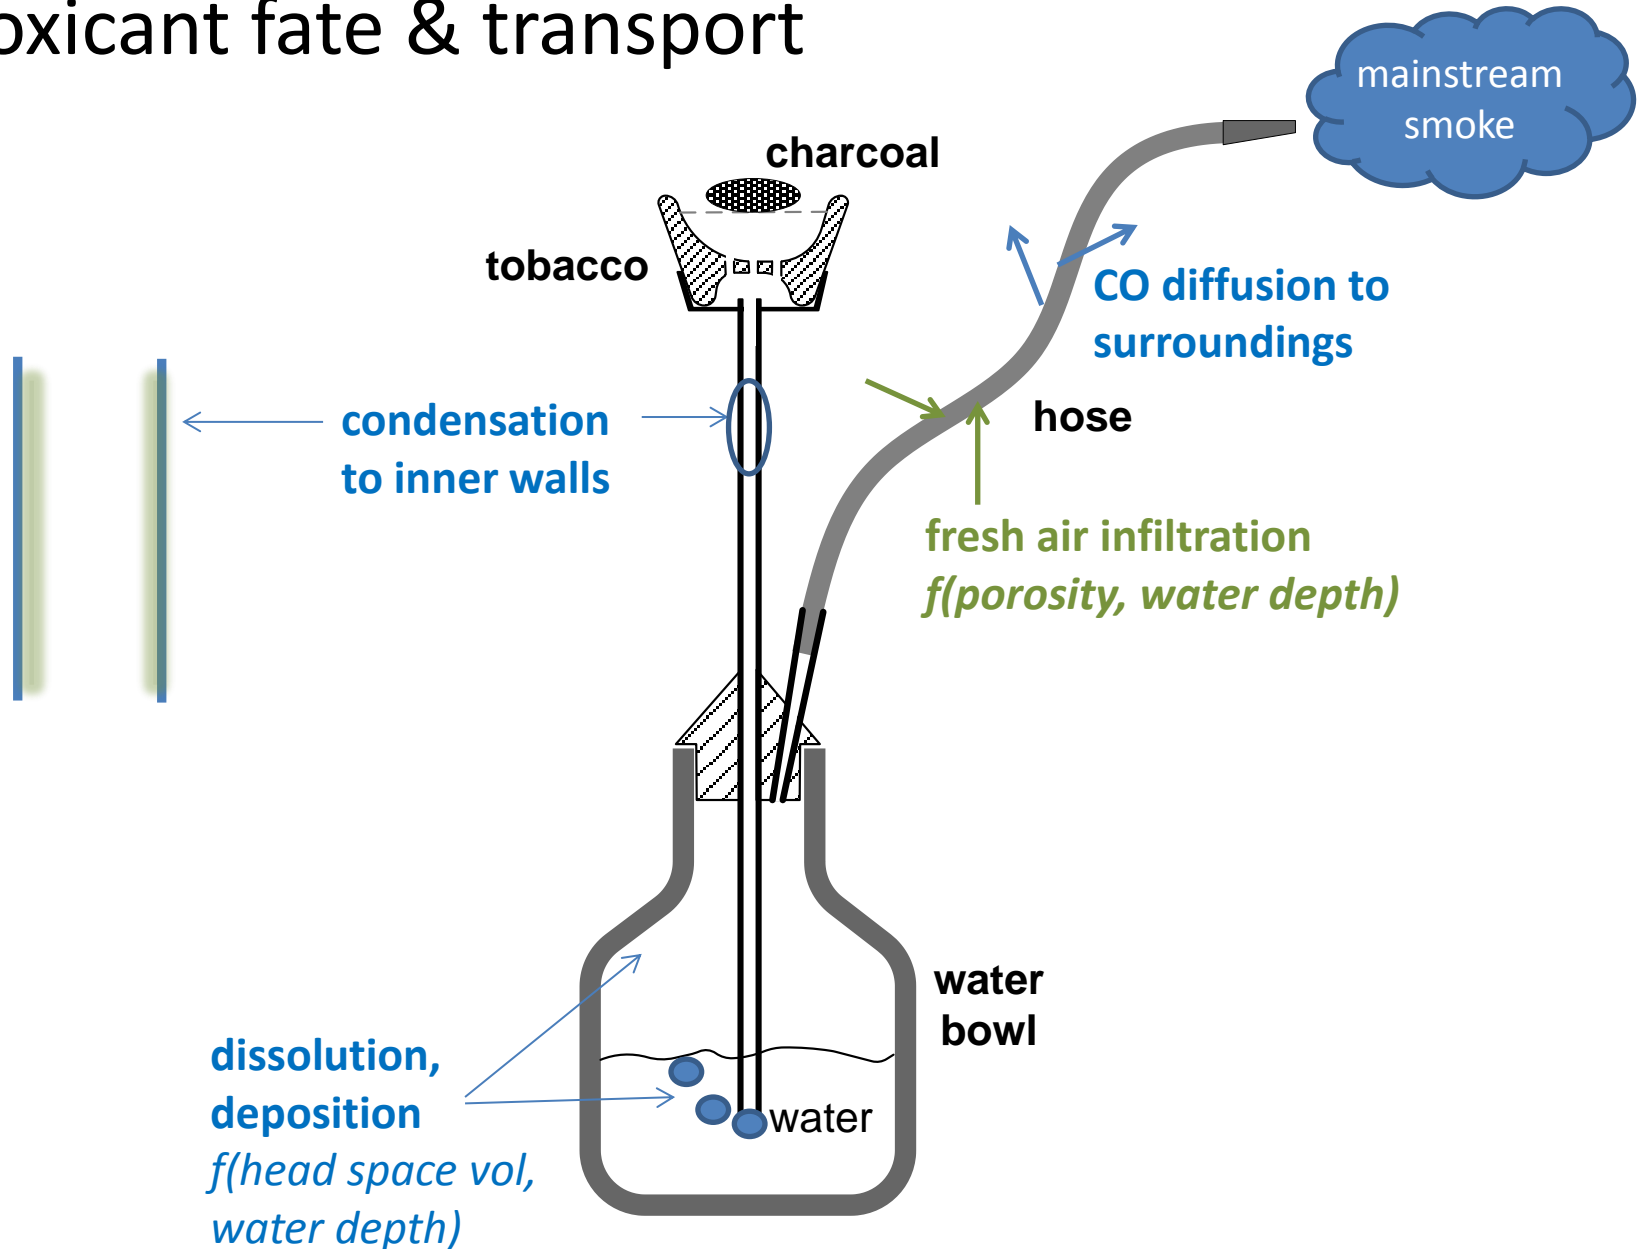 oxicant fate & transport
mainstream
smoke
charcoal
tobacco
CO diffusion to
surroundings
condensation
to inner walls
hose
fresh air infiltration
f(porosity, water depth)
water
bowl
dissolution,
deposition
f(head space vol,
water depth)
water